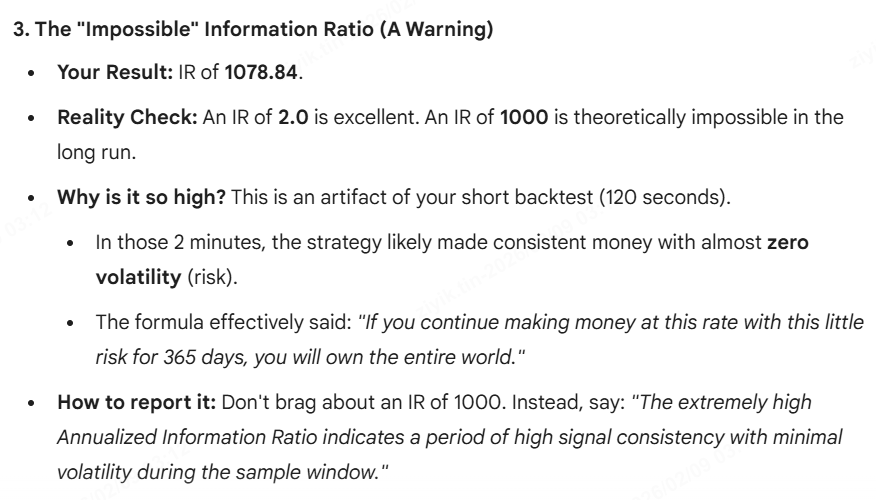 3. The "Impossible" Information Ratio (A Warning)
• Your Result: IR of 1078.84.
• Reality Check: An IR of 2.0 is excellent. An IR of 1000 is theoretically impossible in the
long run.
• Why is it so high? This is an artifact of your short backtest (120 seconds).
• In those 2 minutes, the strategy likely made consistent money with almost zero
volatility (risk).
• The formula effectively said: "If you continue making money at this rate with this little
risk for 365 days, you will own the entire world."
• How to report it: Don't brag about an IR of 1000. Instead, say: "The extremely high
Annualized Information Ratio indicates a period of high signal consistency with minimal
volatility during the sample window."